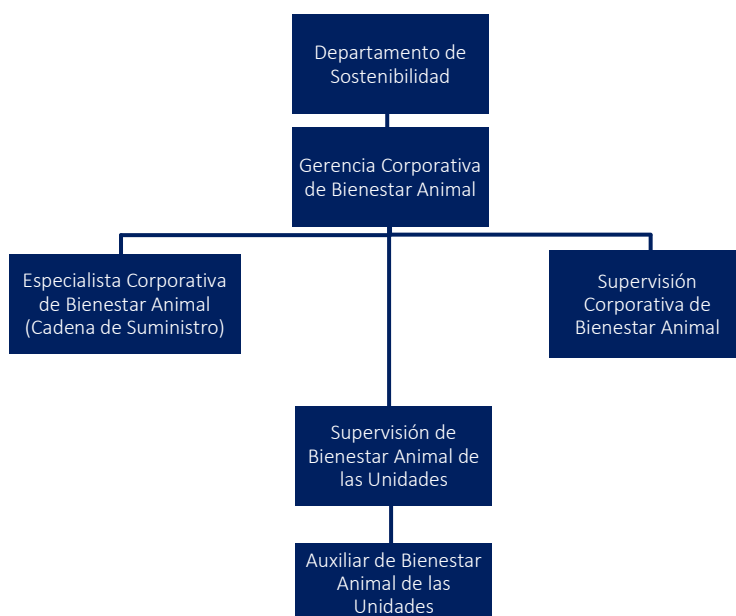 Departamento de
Sostenibilidad
Gerencia Corporativa
de Bienestar Animal
Especialista Corporativa
de Bienestar Animal
(Cadena de Suministro)
Supervisión
Corporativa de
Bienestar Animal
Supervisión de
Bienestar Animal de
las Unidades
Auxiliar de Bienestar
Animal de las
Unidades